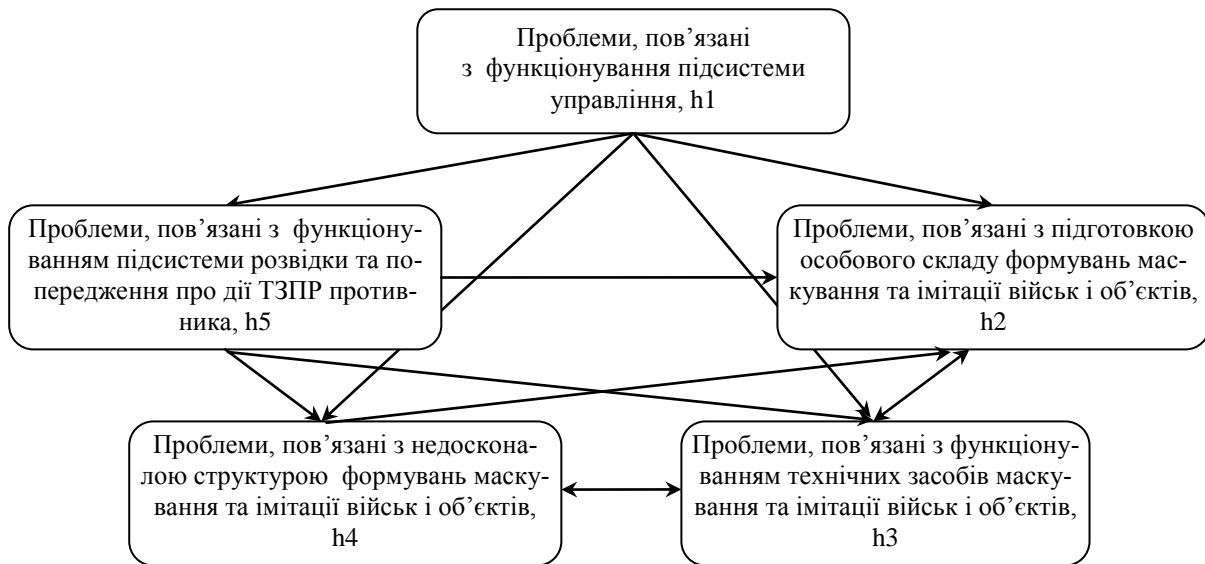 Проблеми, пов’язані
з функціонування підсистеми
управління, h1
Проблеми, пов’язані з функціону-
ванням підсистеми розвідки та по-
передження про дії ТЗПР против-
ника, h5
Проблеми, пов’язані з підготовкою
особового складу формувань мас-
кування та імітації військ і об’єктів,
h2
Проблеми, пов’язані з недоскона-
лою структурою формувань маску-
вання та імітації військ і об’єктів,
h4
Проблеми, пов’язані з функціону-
ванням технічних засобів маску-
вання та імітації військ і об’єктів,
h3